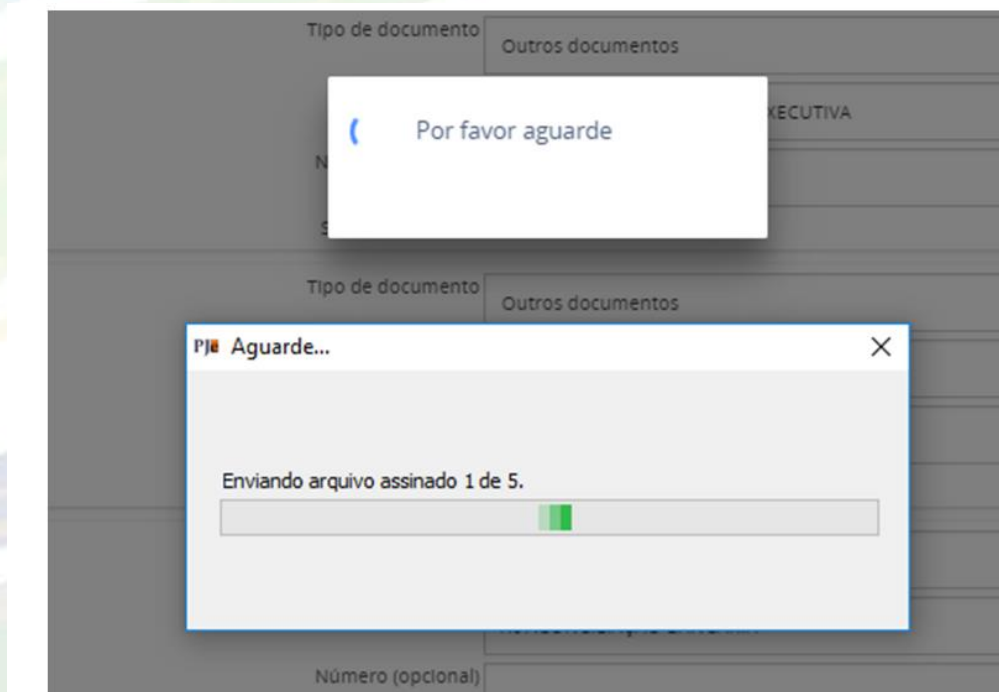 Tipo de documento
Outros documentos
XECUTIVA
Por favor aguarde
N
S
Tipo de documento
Outros documentos
PJe Aguarde...
Enviando arquivo assinado 1 de 5.
Número (opcional)